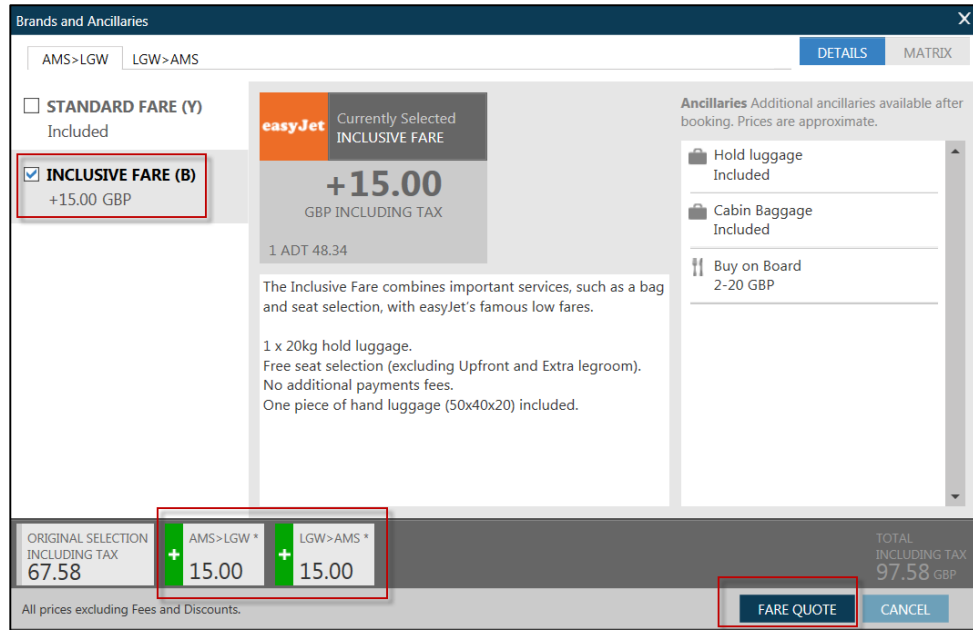 Brands and Ancillaries
X
AMS>LGW
LGW>AMS
DETAILS
MATRIX
STANDARD FARE (Y)
Included
INCLUSIVE FARE (B)
+15.00 GBP
easyJet
Currently Selected
INCLUSIVE FARE
+15.00
GBP INCLUDING TAX
1 ADT 48.34
The Inclusive Fare combines important services, such as a bag
and seat selection, with easyJet's famous low fares.
1 x 20kg hold luggage.
Free seat selection (excluding Upfront and Extra legroom).
No additional payments fees.
One piece of hand luggage (50x40x20) included.
Ancillaries Additional ancillaries available after
booking. Prices are approximate.
Hold luggage
Included
Cabin Baggage
Included
Buy on Board
2-20 GBP
ORIGINAL SELECTION
INCLUDING TAX
67.58
+
AMS>LGW *
15.00
+
LGW>AMS *
15.00
TOTAL
INCLUDING TAX
97.58 GBP
All prices excluding Fees and Discounts.
FARE QUOTE
CANCEL